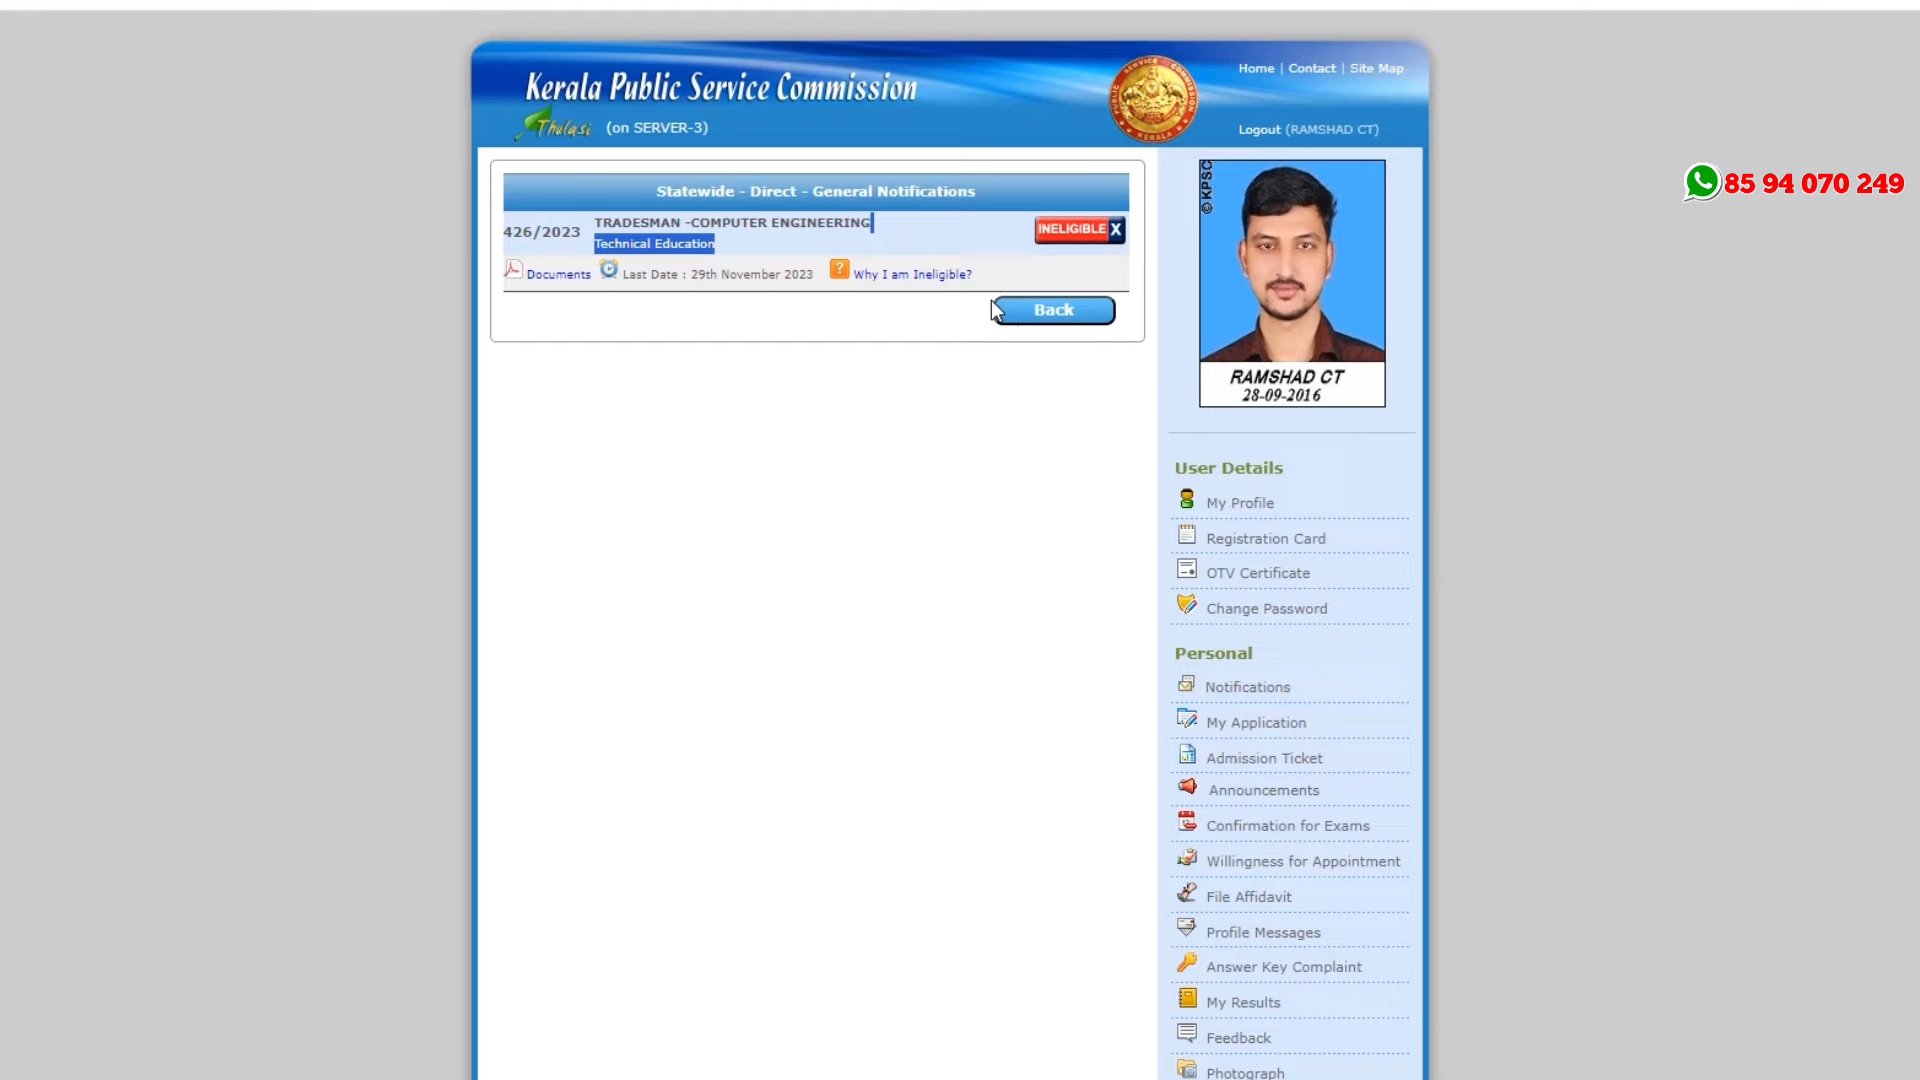 Kerala Public Service Commission
Thulasi (on SERVER-3)
Home | Contact | Site Map
Logout (RAMSHAD CT)
85 94 070 249
Statewide - Direct - General Notifications
426/2023
TRADESMAN -COMPUTER ENGINEERING
Technical Education
INELIGIBLE X
Documents Last Date : 29th November 2023 ? Why I am Ineligible?
Back
© KPSC
RAMSHAD CT
28-09-2016
User Details
My Profile
Registration Card
OTV Certificate
Change Password
Personal
Notifications
My Application
Admission Ticket
Announcements
Confirmation for Exams
Willingness for Appointment
File Affidavit
Profile Messages
Answer Key Complaint
My Results
Feedback
Photograph